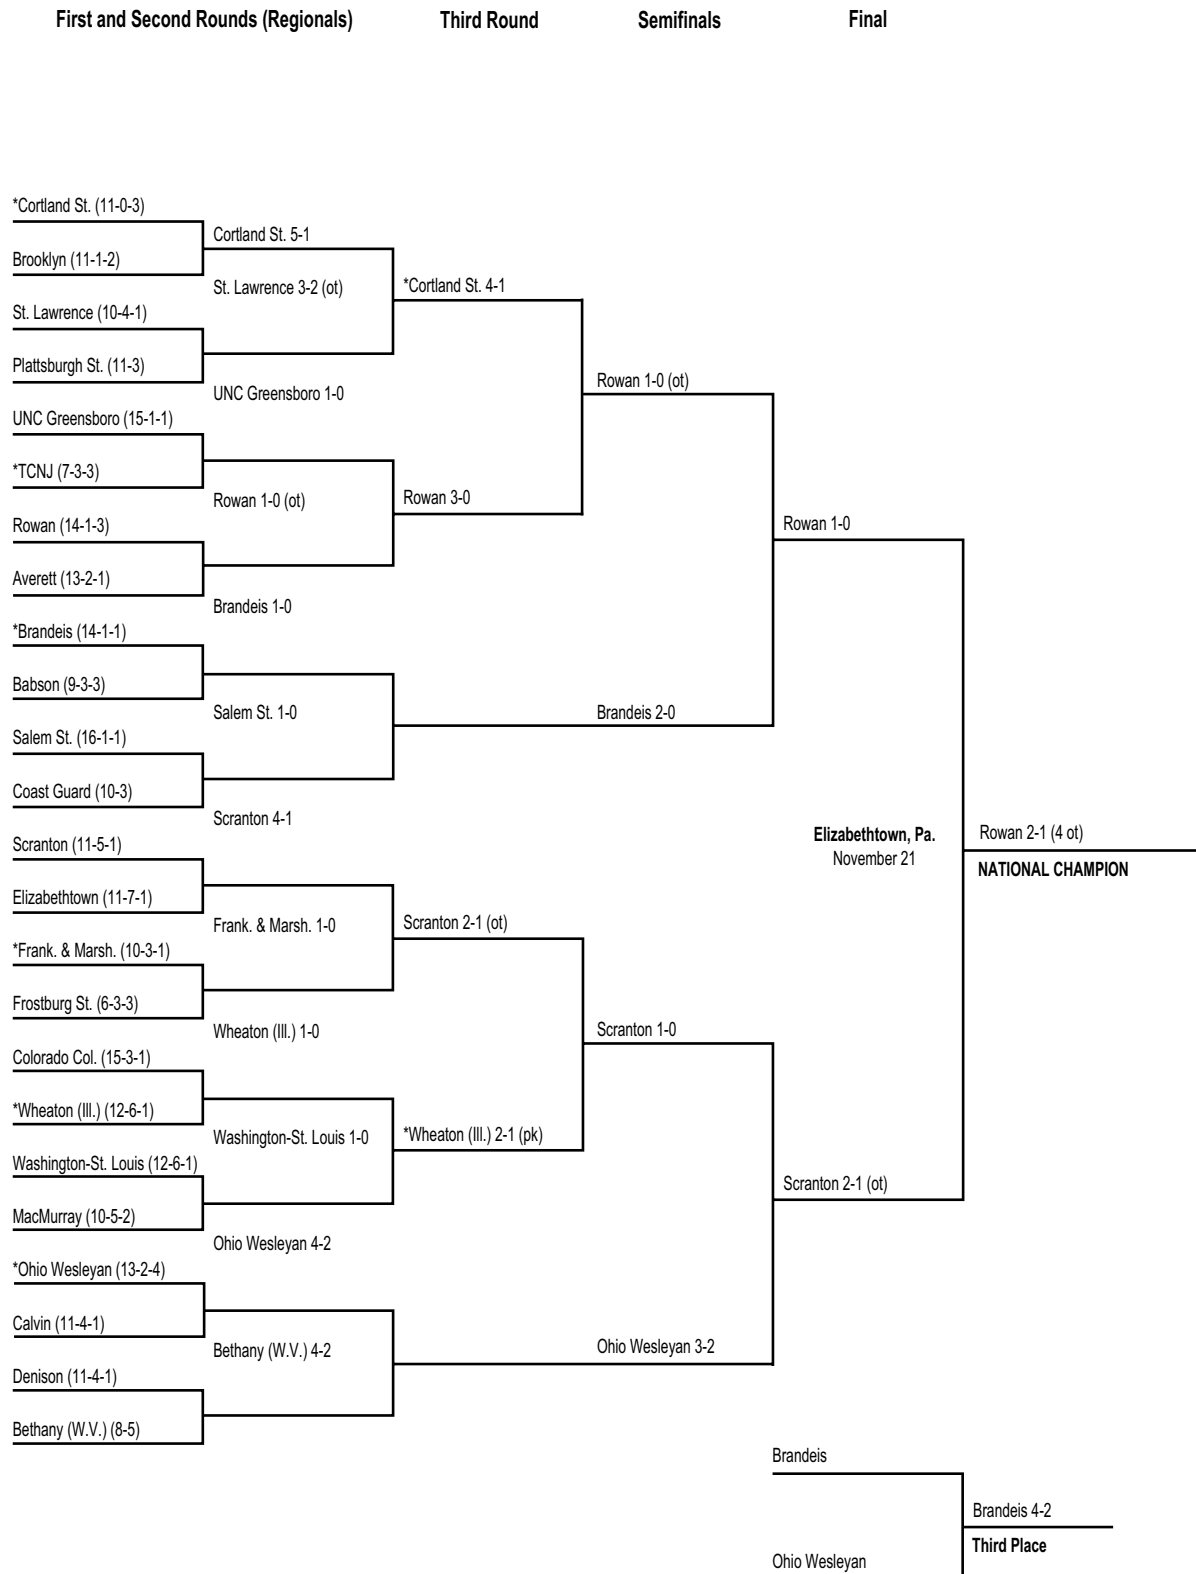 First and Second Rounds (Regionals)
Third Round
Semifinals
Final
*Cortland St. (11-0-3)
Brooklyn (11-1-2)
St. Lawrence (10-4-1)
Plattsburgh St. (11-3)
UNC Greensboro (15-1-1)
*TCNJ (7-3-3)
Rowan (14-1-3)
Averett (13-2-1)
*Brandeis (14-1-1)
Babson (9-3-3)
Salem St. (16-1-1)
Coast Guard (10-3)
Scranton (11-5-1)
Elizabethtown (11-7-1)
*Frank. & Marsh. (10-3-1)
Frostburg St. (6-3-3)
Colorado Col. (15-3-1)
*Wheaton (Ill.) (12-6-1)
Washington-St. Louis (12-6-1)
MacMurray (10-5-2)
*Ohio Wesleyan (13-2-4)
Calvin (11-4-1)
Denison (11-4-1)
Bethany (W.V.) (8-5)
Cortland St. 5-1
St. Lawrence 3-2 (ot)
UNC Greensboro 1-0
Rowan 1-0 (ot)
Brandeis 1-0
Salem St. 1-0
Scranton 4-1
Frank. & Marsh. 1-0
Wheaton (Ill.) 1-0
Washington-St. Louis 1-0
Ohio Wesleyan 4-2
Bethany (W.V.) 4-2
*Cortland St. 4-1
Rowan 3-0
Scranton 2-1 (ot)
*Wheaton (Ill.) 2-1 (pk)
Rowan 1-0 (ot)
Brandeis 2-0
Scranton 1-0
Ohio Wesleyan 3-2
Rowan 1-0
Elizabethtown, Pa.
November 21
Scranton 2-1 (ot)
Rowan 2-1 (4 ot)
NATIONAL CHAMPION
Brandeis
Ohio Wesleyan
Brandeis 4-2
Third Place